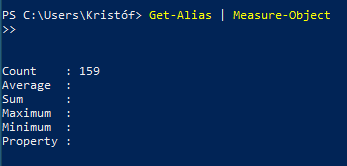 PS C:\Users\Kristóf> Get-Alias | Measure-Object
>>
Count    : 159
Average  :
Sum      :
Maximum  :
Minimum  :
Property :